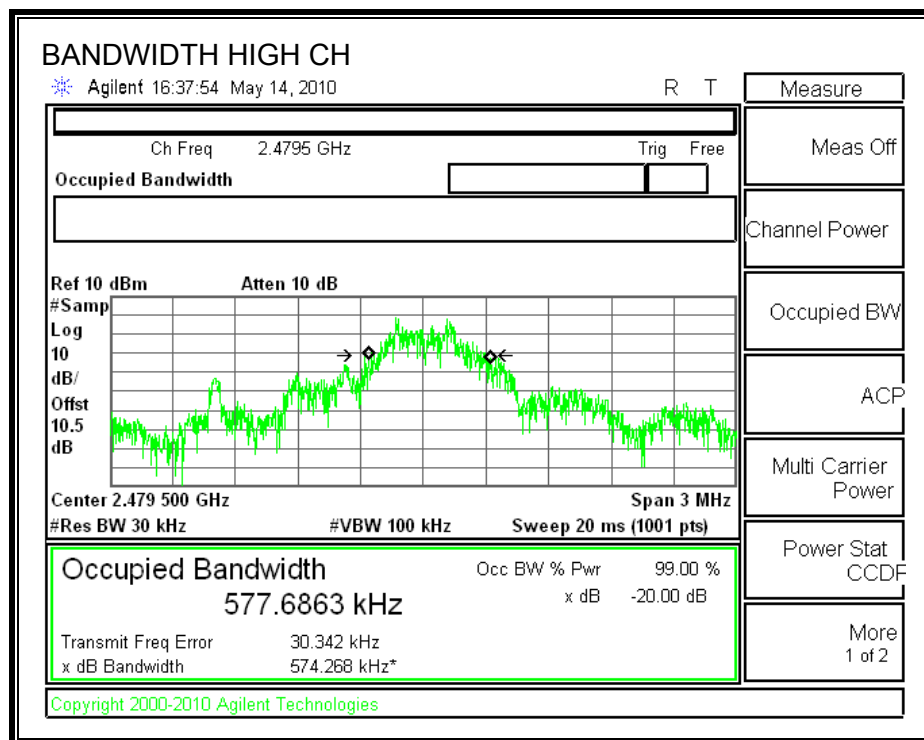 BANDWIDTH HIGH CH
Agilent 16:37:54 May 14, 2010 R T
Measure
Ch Freq 2.4795 GHz Trig Free
Meas Off
Occupied Bandwidth
Channel Power
Ref 10 dBm Atten 10 dB
#Samp
Log
10
dB/
Offst
10.5
dB
Occupied BW
ACP
Multi Carrier
Power
Center 2.479 500 GHz Span 3 MHz
#Res BW 30 kHz #VBW 100 kHz Sweep 20 ms (1001 pts)
Power Stat
CCDF
Occupied Bandwidth Occ BW % Pwr 99.00 %
577.6863 kHz x dB -20.00 dB
Transmit Freq Error 30.342 kHz
x dB Bandwidth 574.268 kHz*
More
1 of 2
Copyright 2000-2010 Agilent Technologies